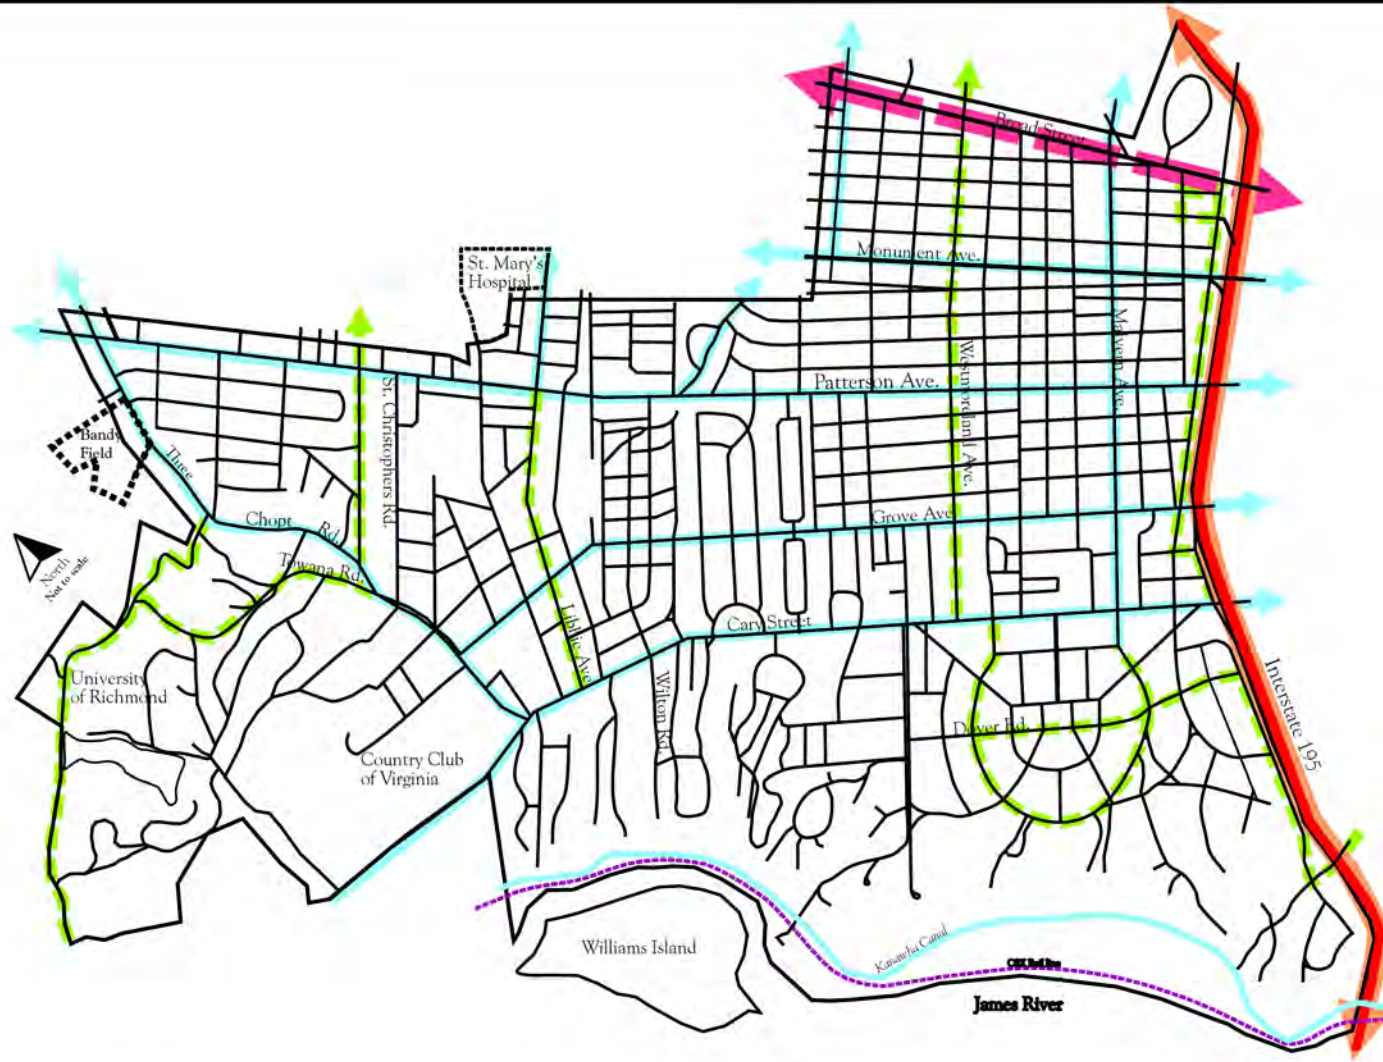 Broad Street
Monument Ave.
St. Mary's
Hospital
Malvern Ave.
Westmoreland Ave.
Patterson Ave.
St. Christophers Rd.
Bandy
Field
Three
Chopt
Rd.
Grove Ave
North
Not to scale
Towana Rd.
Libbie Ave.
Cary Street
University
of Richmond
Wilton Rd.
Interstate 195
Dover Rd.
Country Club
of Virginia
Williams Island
Kanawha Canal
CSX Rail line
James River